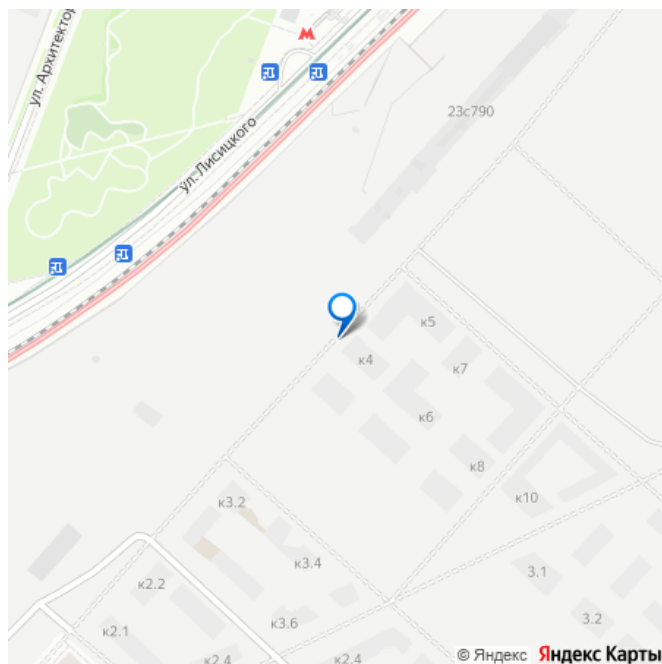 ул. Архитектор
М
ул. Лисицкого
23с790
к5
к4
к7
к6
к8
к10
к3.2
к3.4
3.1
к2.2
к3.6
3.2
к2.1
к2.4
к2.4
© Яндекс Яндекс Карты